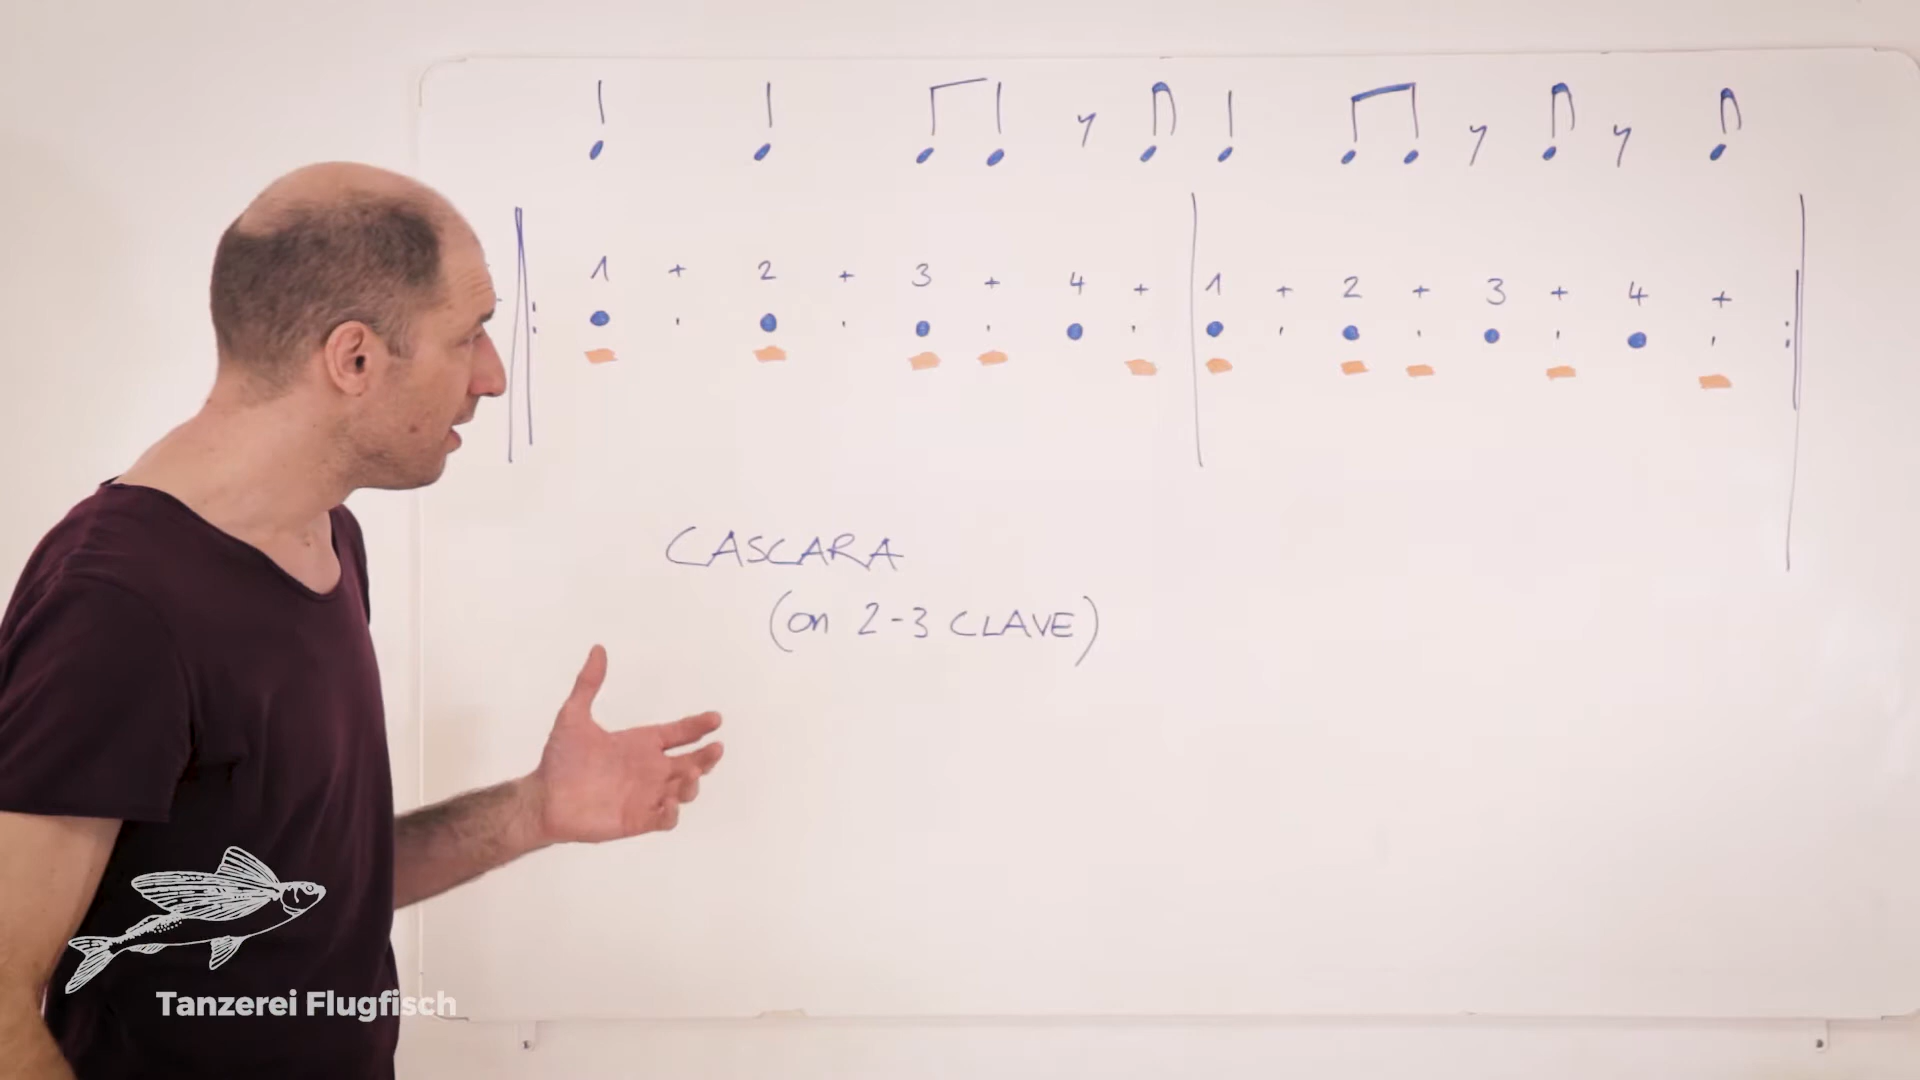 1 + 2 + 3 + 4 + 1 + 2 + 3 + 4 +
CASCARA
(on 2-3 CLAVE)
Tanzerei Flugfisch